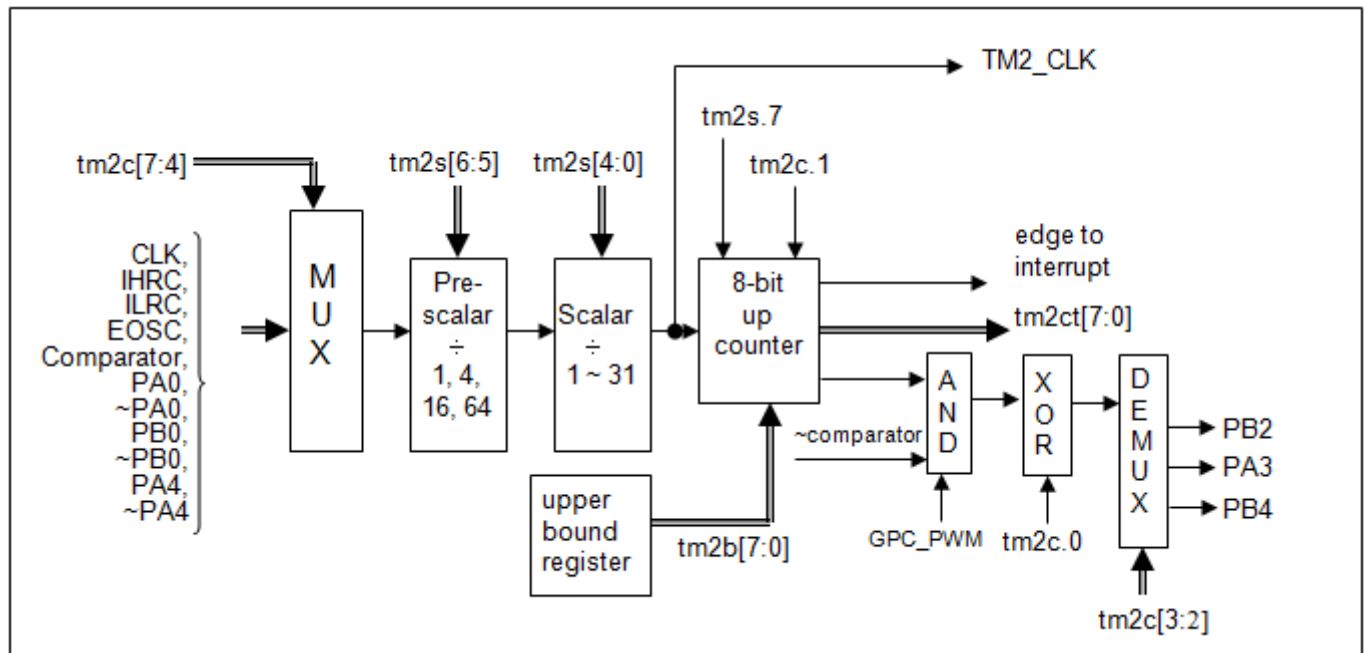 TM2_CLK
tm2s.7
tm2c[7:4]
tm2s[6:5]
tm2s[4:0]
tm2c.1
CLK,
IHRC,
ILRC,
EOSC,
Comparator,
PA0,
~PA0,
PB0,
~PB0,
PA4,
~PA4
M
U
X
Pre-
scalar
÷
1, 4,
16, 64
Scalar
÷
1 ~ 31
8-bit
up
counter
edge to
interrupt
tm2ct[7:0]
A
N
D
X
O
R
D
E
M
U
X
~comparator
PB2
PA3
PB4
upper
bound
register
tm2b[7:0]
GPC_PWM
tm2c.0
tm2c[3:2]